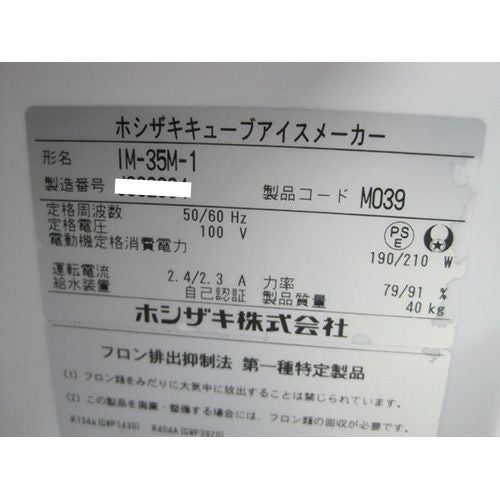 ホシザキキューブアイスメーカー
形名 IM-35M-1
製造番号 製品コード M039
定格周波数 50/60 Hz
定格電圧 100 V
PS E
電動機定格消費電力 190/210 W
運転電流 2.4/2.3 A 力率 79/91 %
給水装置 自己認証 製品質量 40 kg
ホシザキ株式会社
フロン排出抑制法 第一種特定製品
(1) フロン類をみだりに大気中に放出することは禁じられています。
(2) この製品を廃棄・整備する場合には、フロン類の回収が必要です。
R134a(GWP1430) R404A(GWP3920)